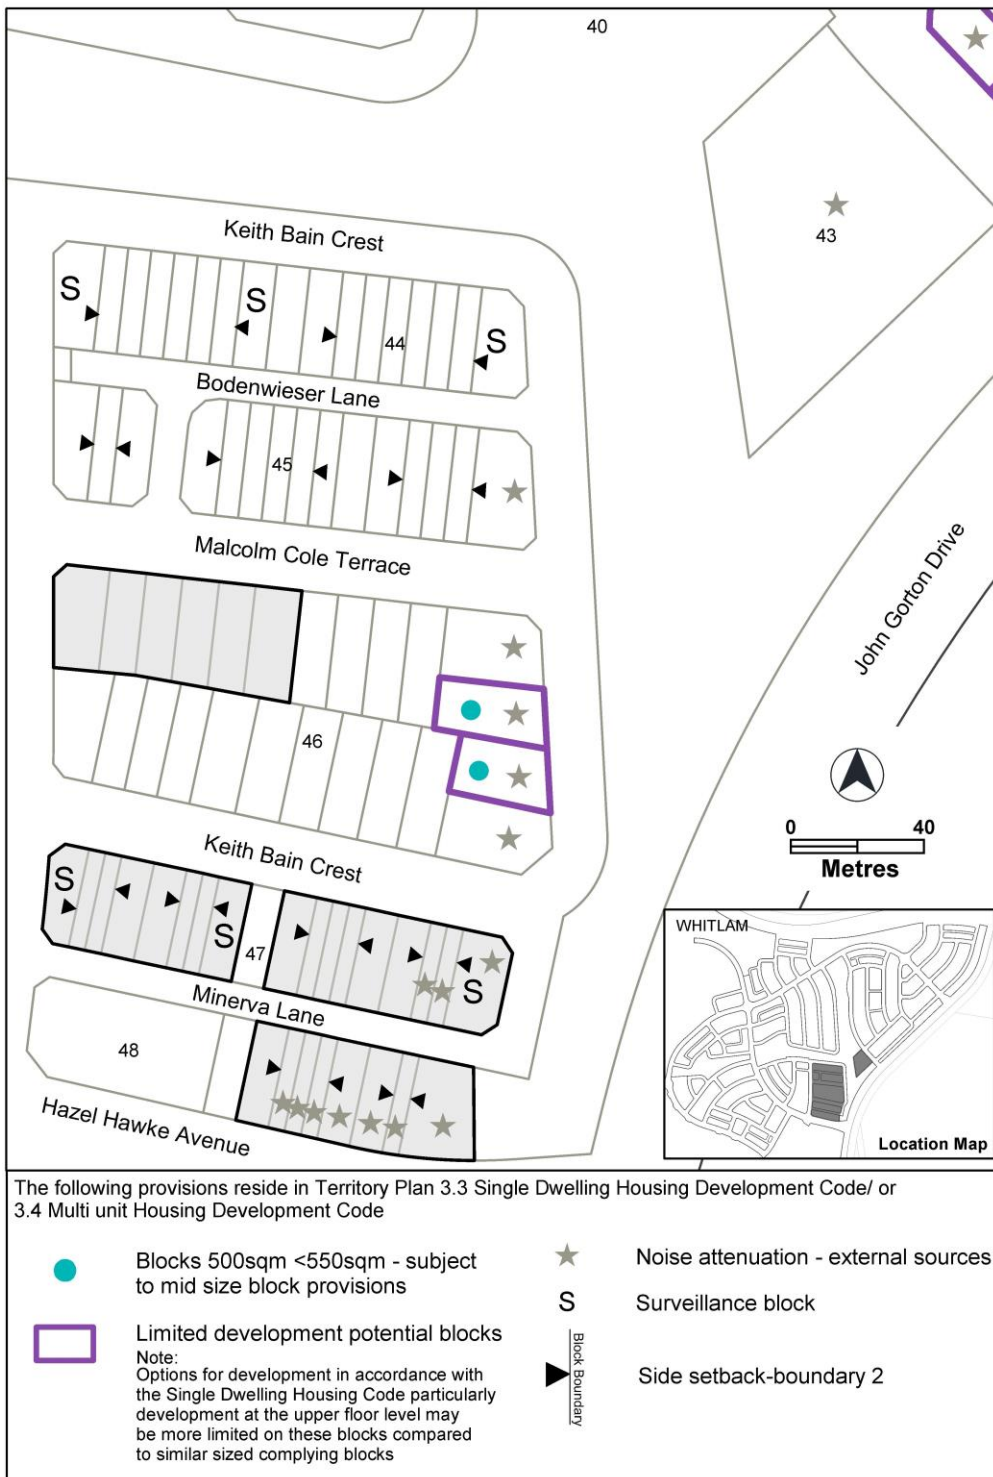 40
43
Keith Bain Crest
S
S
S
44
Bodenwieser Lane
45
Malcolm Cole Terrace
John Gorton Drive
46
0 40
Metres
Keith Bain Crest
S
S
47
S
Minerva Lane
48
Hazel Hawke Avenue
WHITLAM
Location Map
The following provisions reside in Territory Plan 3.3 Single Dwelling Housing Development Code/ or
3.4 Multi unit Housing Development Code
Blocks 500sqm <550sqm - subject
to mid size block provisions
Limited development potential blocks
Note:
Options for development in accordance with
the Single Dwelling Housing Code particularly
development at the upper floor level may
be more limited on these blocks compared
to similar sized complying blocks
Noise attenuation - external sources
S Surveillance block
Block Boundary
Side setback-boundary 2